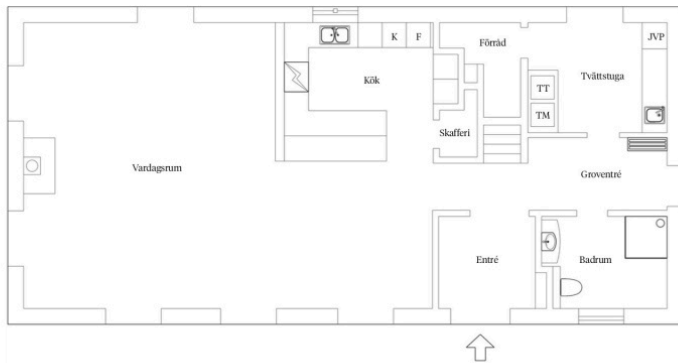 JVP
K
F
Förråd
Kök
Tvättstuga
TT
TM
Skafferi
Vardagsrum
Groventré
Entré
Badrum